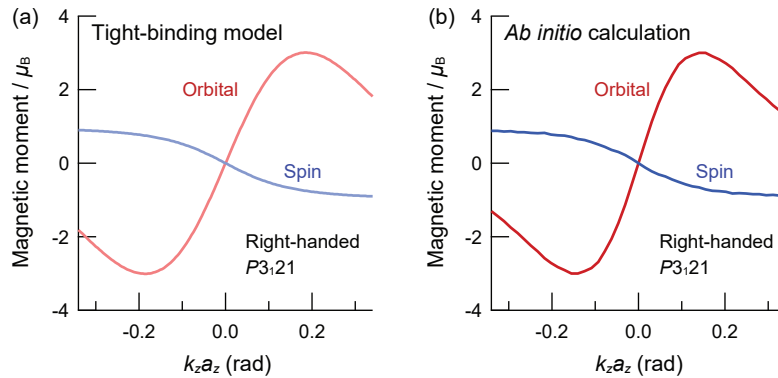 (a)
Tight-binding model
Magnetic moment / μB
4
2
0
-2
-4
Orbital
Spin
Right-handed
P3₁21
-0.2
0.0
0.2
kzaz (rad)
(b)
Ab initio calculation
Magnetic moment / μB
4
2
0
-2
-4
Orbital
Spin
Right-handed
P3₁21
-0.2
0.0
0.2
kzaz (rad)